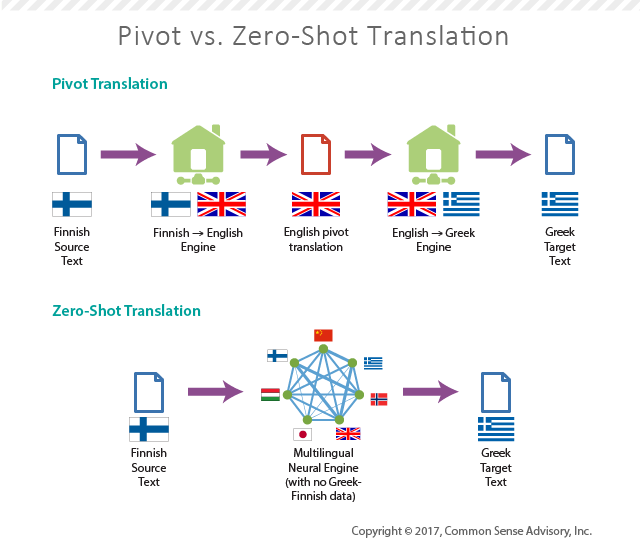 Pivot vs. Zero-Shot Translation
Pivot Translation
Finnish
Source
Text
Finnish → English
Engine
English pivot
translation
English → Greek
Engine
Greek
Target
Text
Zero-Shot Translation
Finnish
Source
Text
Multilingual
Neural Engine
(with no Greek-
Finnish data)
Greek
Target
Text
Copyright © 2017, Common Sense Advisory, Inc.